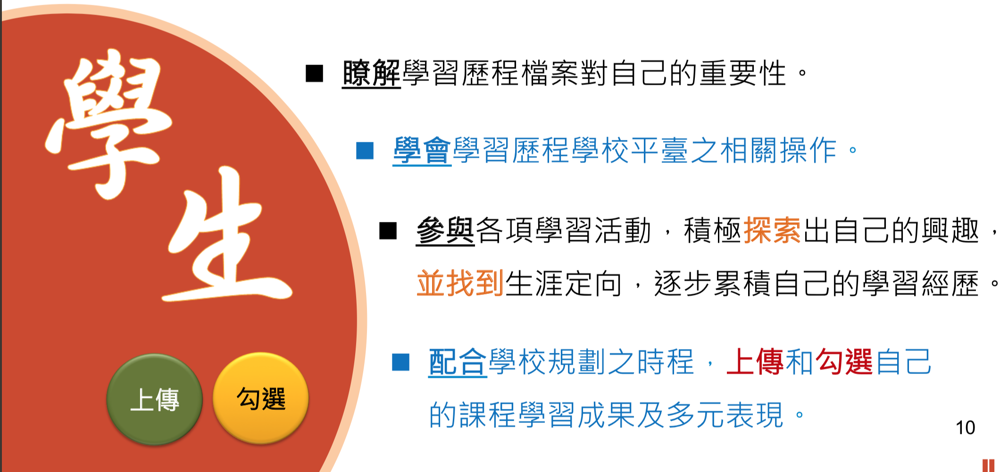 學生
瞭解學習歷程檔案對自己的重要性。
學會學習歷程學校平臺之相關操作。
參與各項學習活動，積極探索出自己的興趣，
並找到生涯定向，逐步累積自己的學習經歷。
配合學校規劃之時程，上傳和勾選自己
的課程學習成果及多元表現。
上傳
勾選
10